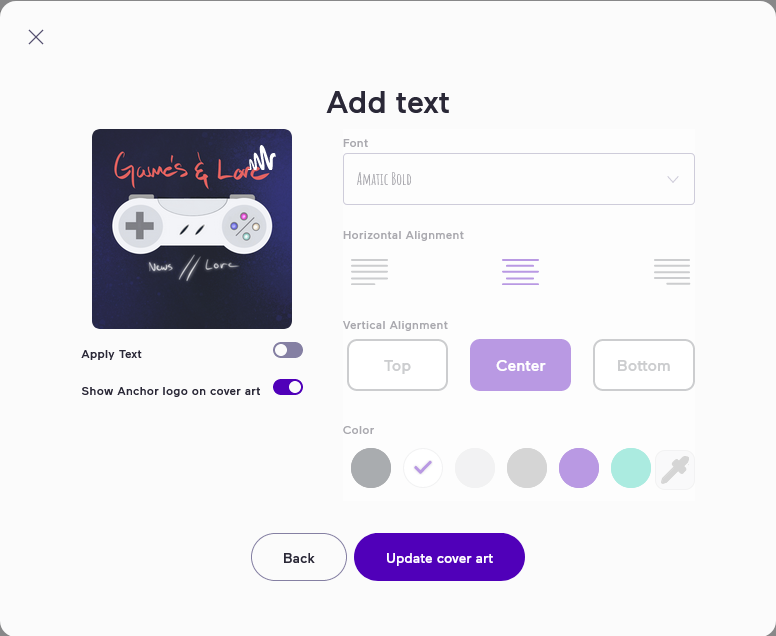 Add text
Game's & Lore
News // Lore
Apply Text
Show Anchor logo on cover art
Font
Amatic Bold
Horizontal Alignment
Vertical Alignment
Top Center Bottom
Color
Back Update cover art